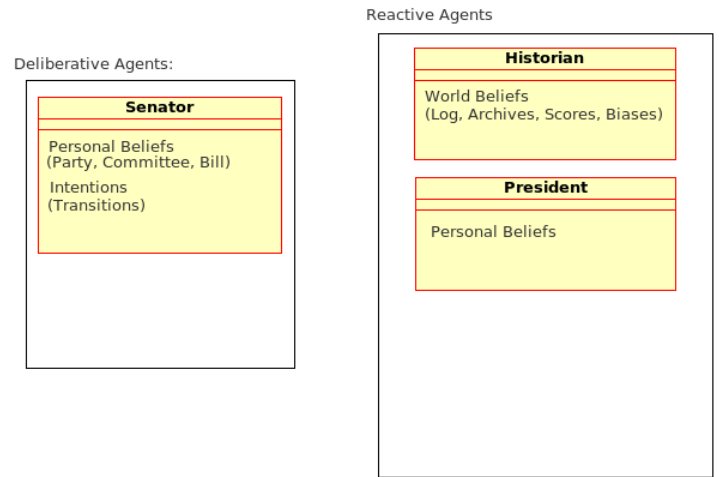 Deliberative Agents:
Senator
Personal Beliefs
(Party, Committee, Bill)
Intentions
(Transitions)
Reactive Agents
Historian
World Beliefs
(Log, Archives, Scores, Biases)
President
Personal Beliefs